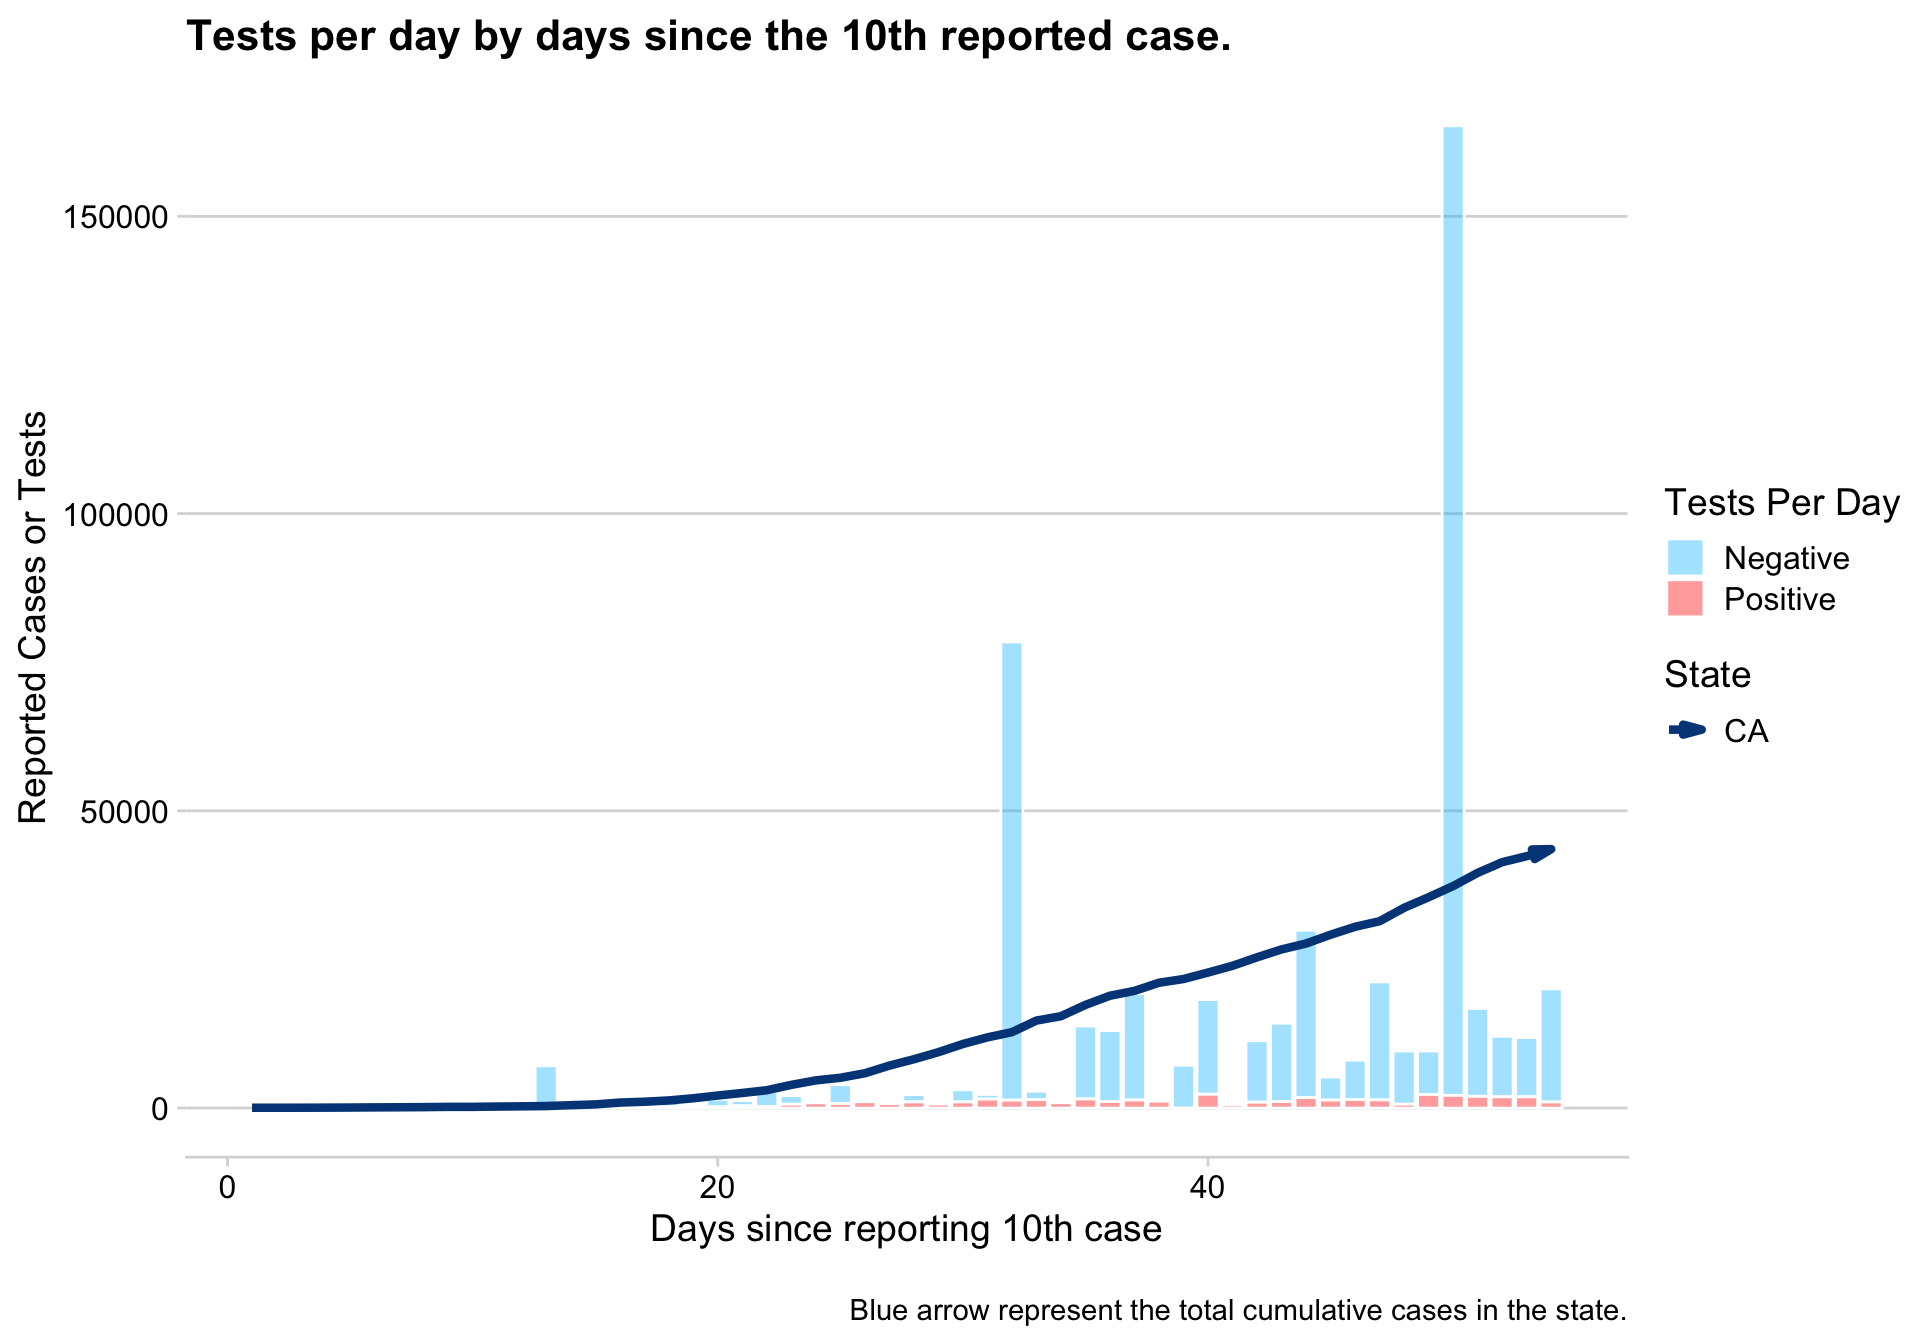 Tests per day by days since the 10th reported case.
Reported Cases or Tests
150000
100000
50000
0
0 20 40
Days since reporting 10th case
Tests Per Day
Negative
Positive
State
CA
Blue arrow represent the total cumulative cases in the state.